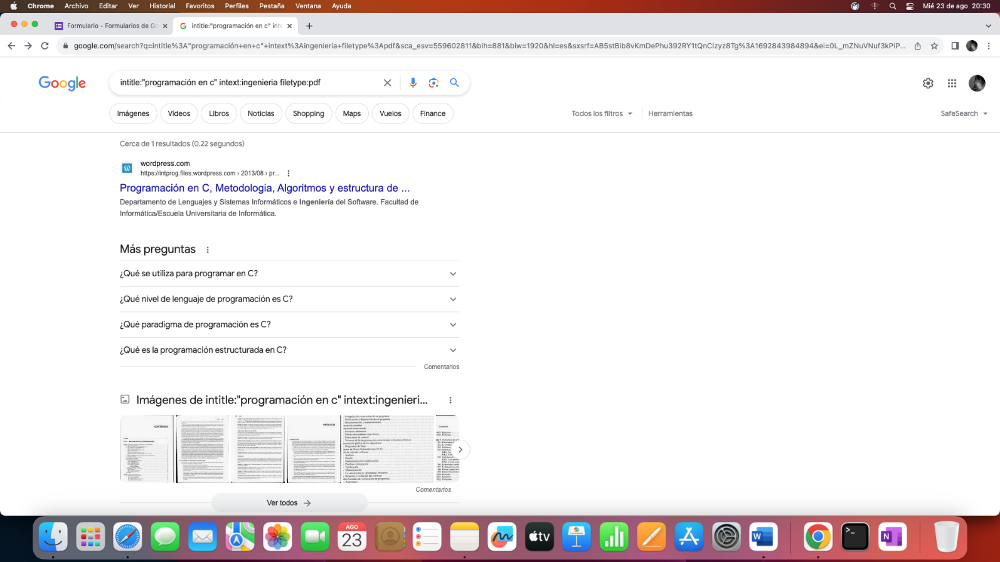 Chrome Archivo Editar Ver Historial Favoritos Perfiles Pestaña Ventana Ayuda Mié 23 de ago 20:30
Formulario - Formularios de Go intitle:"programación en c" inte
google.com/search?q=intitle%3A"programación+en+c"+intext%3Aingenieria+filetype%3Apdf&sca_esv=559602811&bih=881&biw=1920&hl=es&sxsrf=AB5stBib8vKmDePhu392RY1tQnCizyz8Tg%3A1692843984894&ei=0L_mZNuVNuf3kPIP...
Google
intitle:"programación en c" intext:ingenieria filetype:pdf
Imágenes Videos Libros Noticias Shopping Maps Vuelos Finance Todos los filtros Herramientas SafeSearch
Cerca de 1 resultados (0.22 segundos)
wordpress.com
https://intprog.files.wordpress.com › 2013/08 › pr...
Programación en C, Metodologia, Algoritmos y estructura de ...
Departamento de Lenguajes y Sistemas Informáticos e Ingeniería del Software. Facultad de
Informática/Escuela Universitaria de Informática.
Más preguntas
¿Qué se utiliza para programar en C?
¿Qué nivel de lenguaje de programación es C?
¿Qué paradigma de programación es C?
¿Qué es la programación estructurada en C?
Comentarios
Imágenes de intitle:"programación en c" intext:ingenieri...
CONTENIDO
PRÓLOGO
Comentarios
Ver todos
AGO
23
tv
W
N